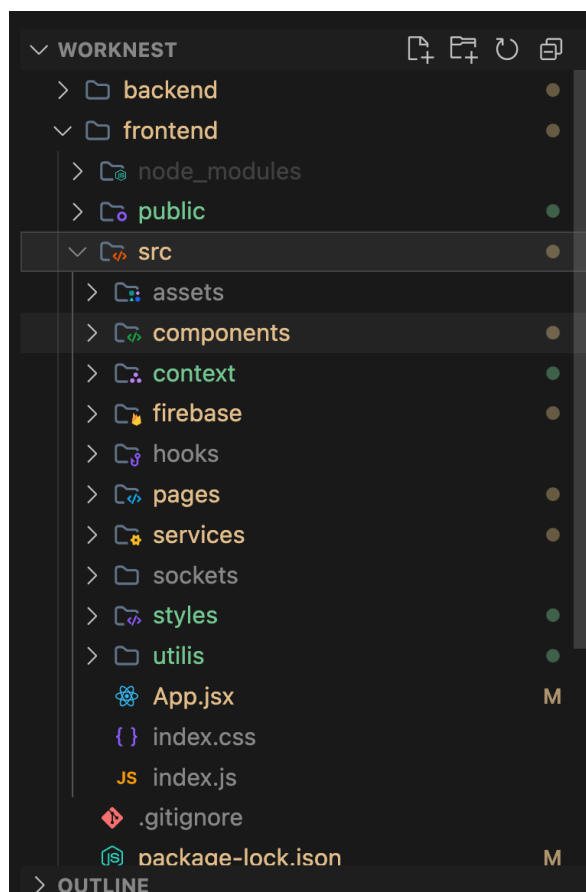 WORKNEST
backend
frontend
node_modules
public
src
assets
components
context
firebase
hooks
pages
services
sockets
styles
utilis
App.jsx M
{ } index.css
JS index.js
.gitignore
package-lock.json M
OUTLINE